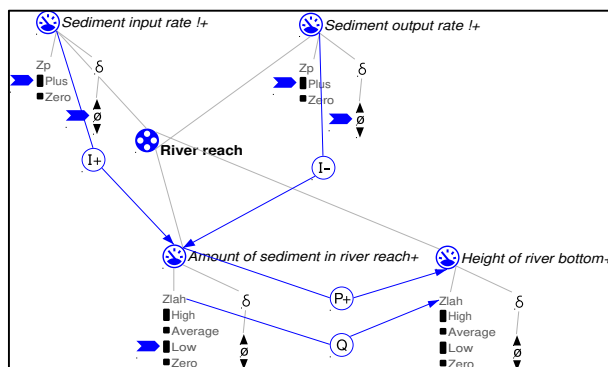 Sediment input rate !+
Sediment output rate !+
Zp
δ
Plus
Zero
ø
Zp
δ
Plus
Zero
ø
River reach
I+
I-
Amount of sediment in river reach+
Height of river bottom+
P+
Q
Zlah
δ
High
Average
Low
Zero
ø
Zlah
δ
High
Average
Low
Zero
ø